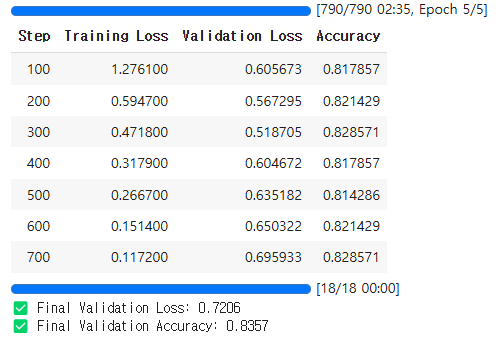 [790/790 02:35, Epoch 5/5]
Step Training Loss Validation Loss Accuracy
100 1.276100 0.605673 0.817857
200 0.594700 0.567295 0.821429
300 0.471800 0.518705 0.828571
400 0.317900 0.604672 0.817857
500 0.266700 0.635182 0.814286
600 0.151400 0.650322 0.821429
700 0.117200 0.695933 0.828571
[18/18 00:00]
✅ Final Validation Loss: 0.7206
✅ Final Validation Accuracy: 0.8357